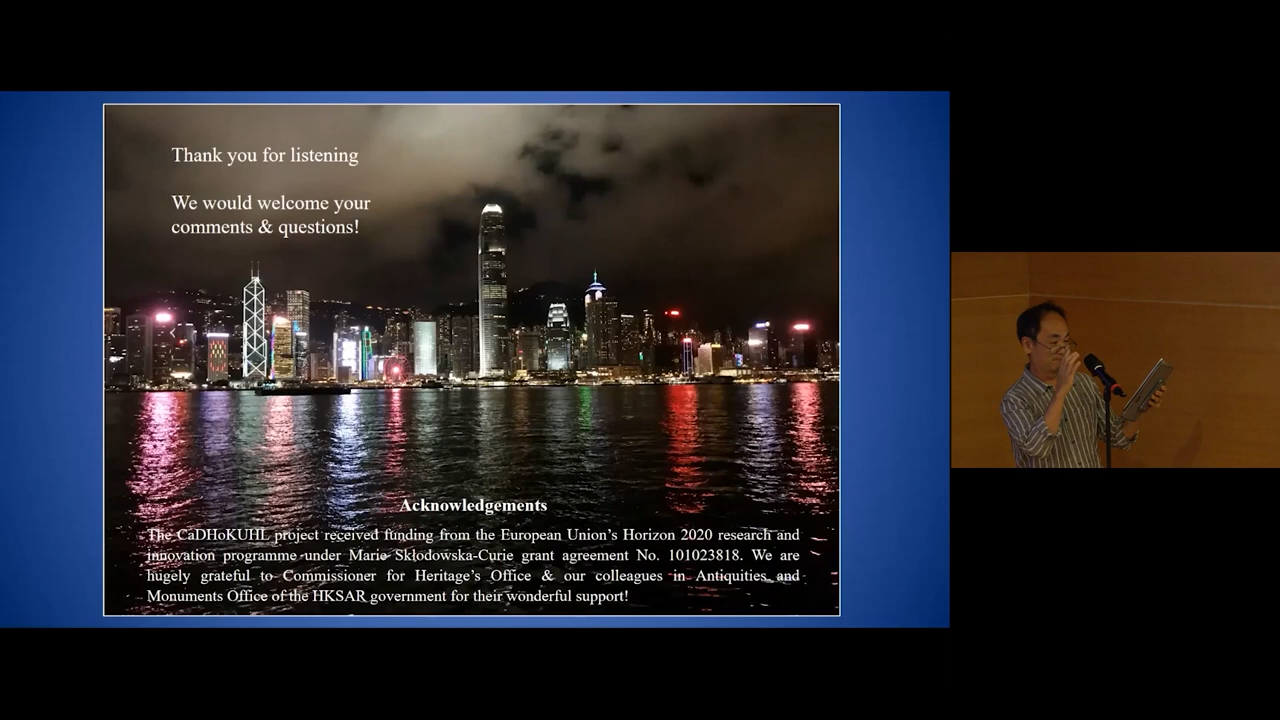 Thank you for listening
We would welcome your
comments & questions!
Acknowledgements
The CaDHoKUHL project received funding from the European Union’s Horizon 2020 research and
innovation programme under Marie Skłodowska-Curie grant agreement No. 101023818. We are
hugely grateful to Commissioner for Heritage’s Office & our colleagues in Antiquities and
Monuments Office of the HKSAR government for their wonderful support!